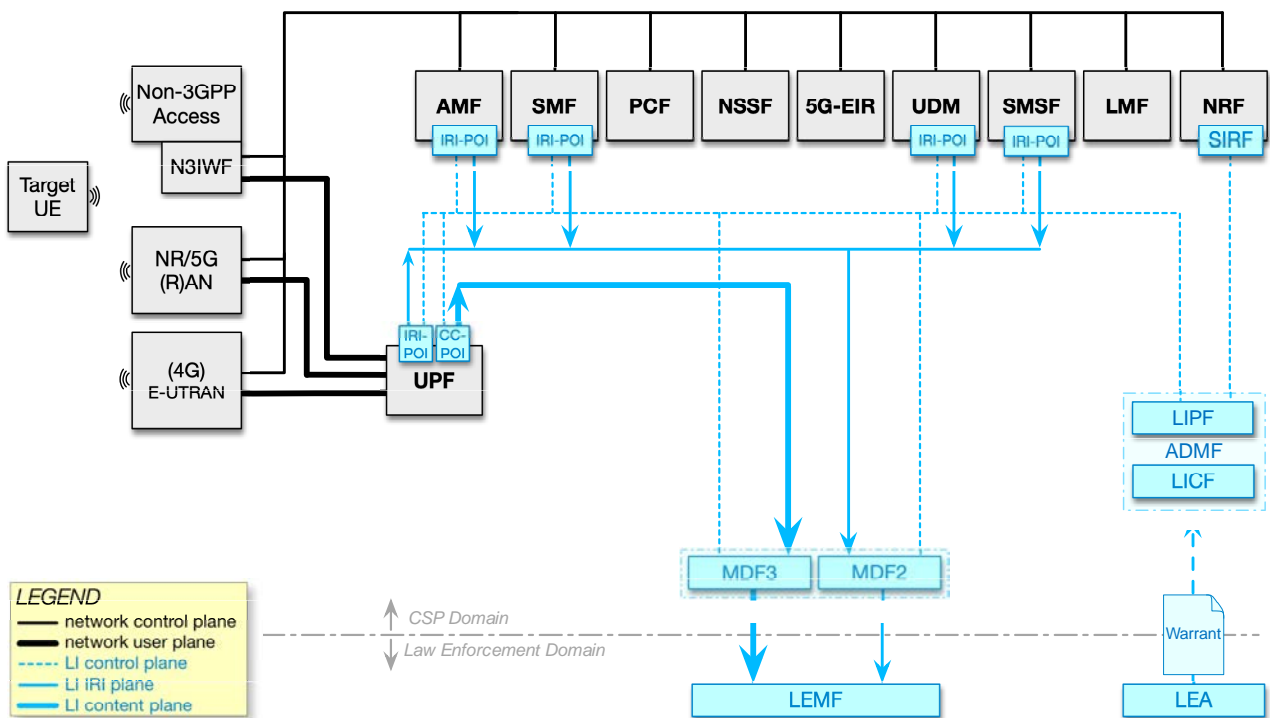 Non-3GPP
Access
N3IWF
Target
UE
NR/5G
(R)AN
(4G)
E-UTRAN
AMF
IRI-POI
SMF
IRI-POI
PCF
NSSF
5G-EIR
UDM
IRI-POI
SMSF
IRI-POI
LMF
NRF
SIRF
IRI-
POI
CC-
POI
UPF
LIPF
ADMF
LICF
MDF3
MDF2
CSP Domain
Law Enforcement Domain
Warrant
LEMF
LEA
LEGEND
network control plane
network user plane
LI control plane
LI IRI plane
LI content plane